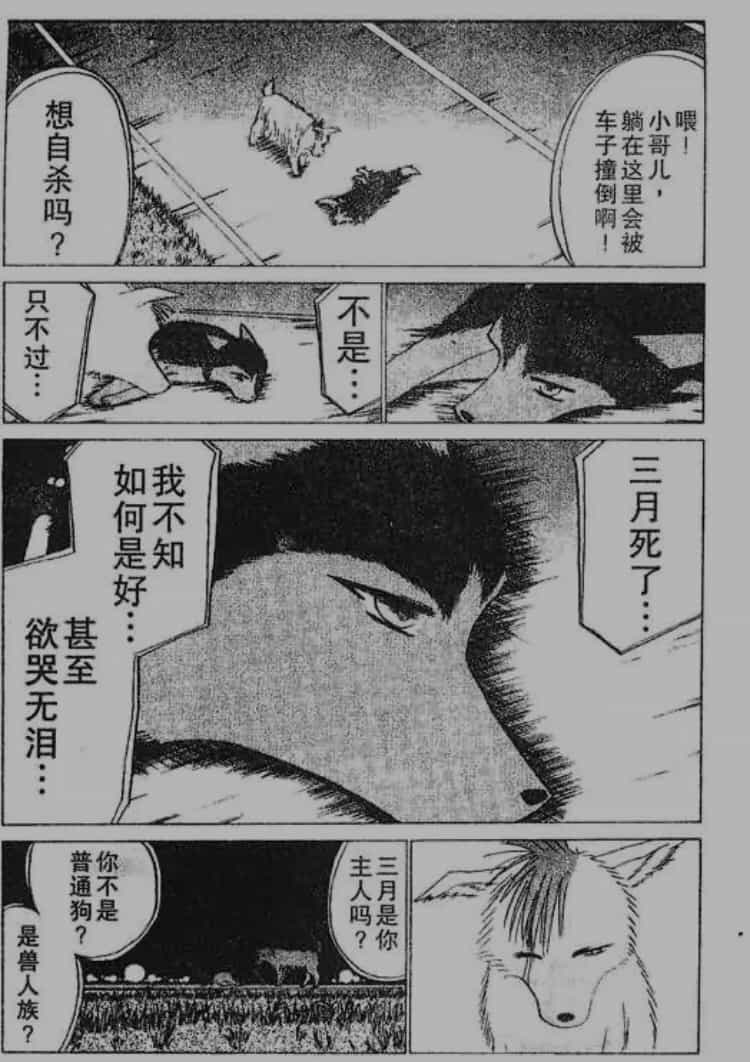 喂！
小哥儿，
躺在这里会被
车子撞倒啊！
想自杀吗？
不是…
只不过…
三月死了…
我不知
如何是好…
甚至
欲哭无泪…
三月是你
主人吗？
你不是
普通狗？
是兽人族？